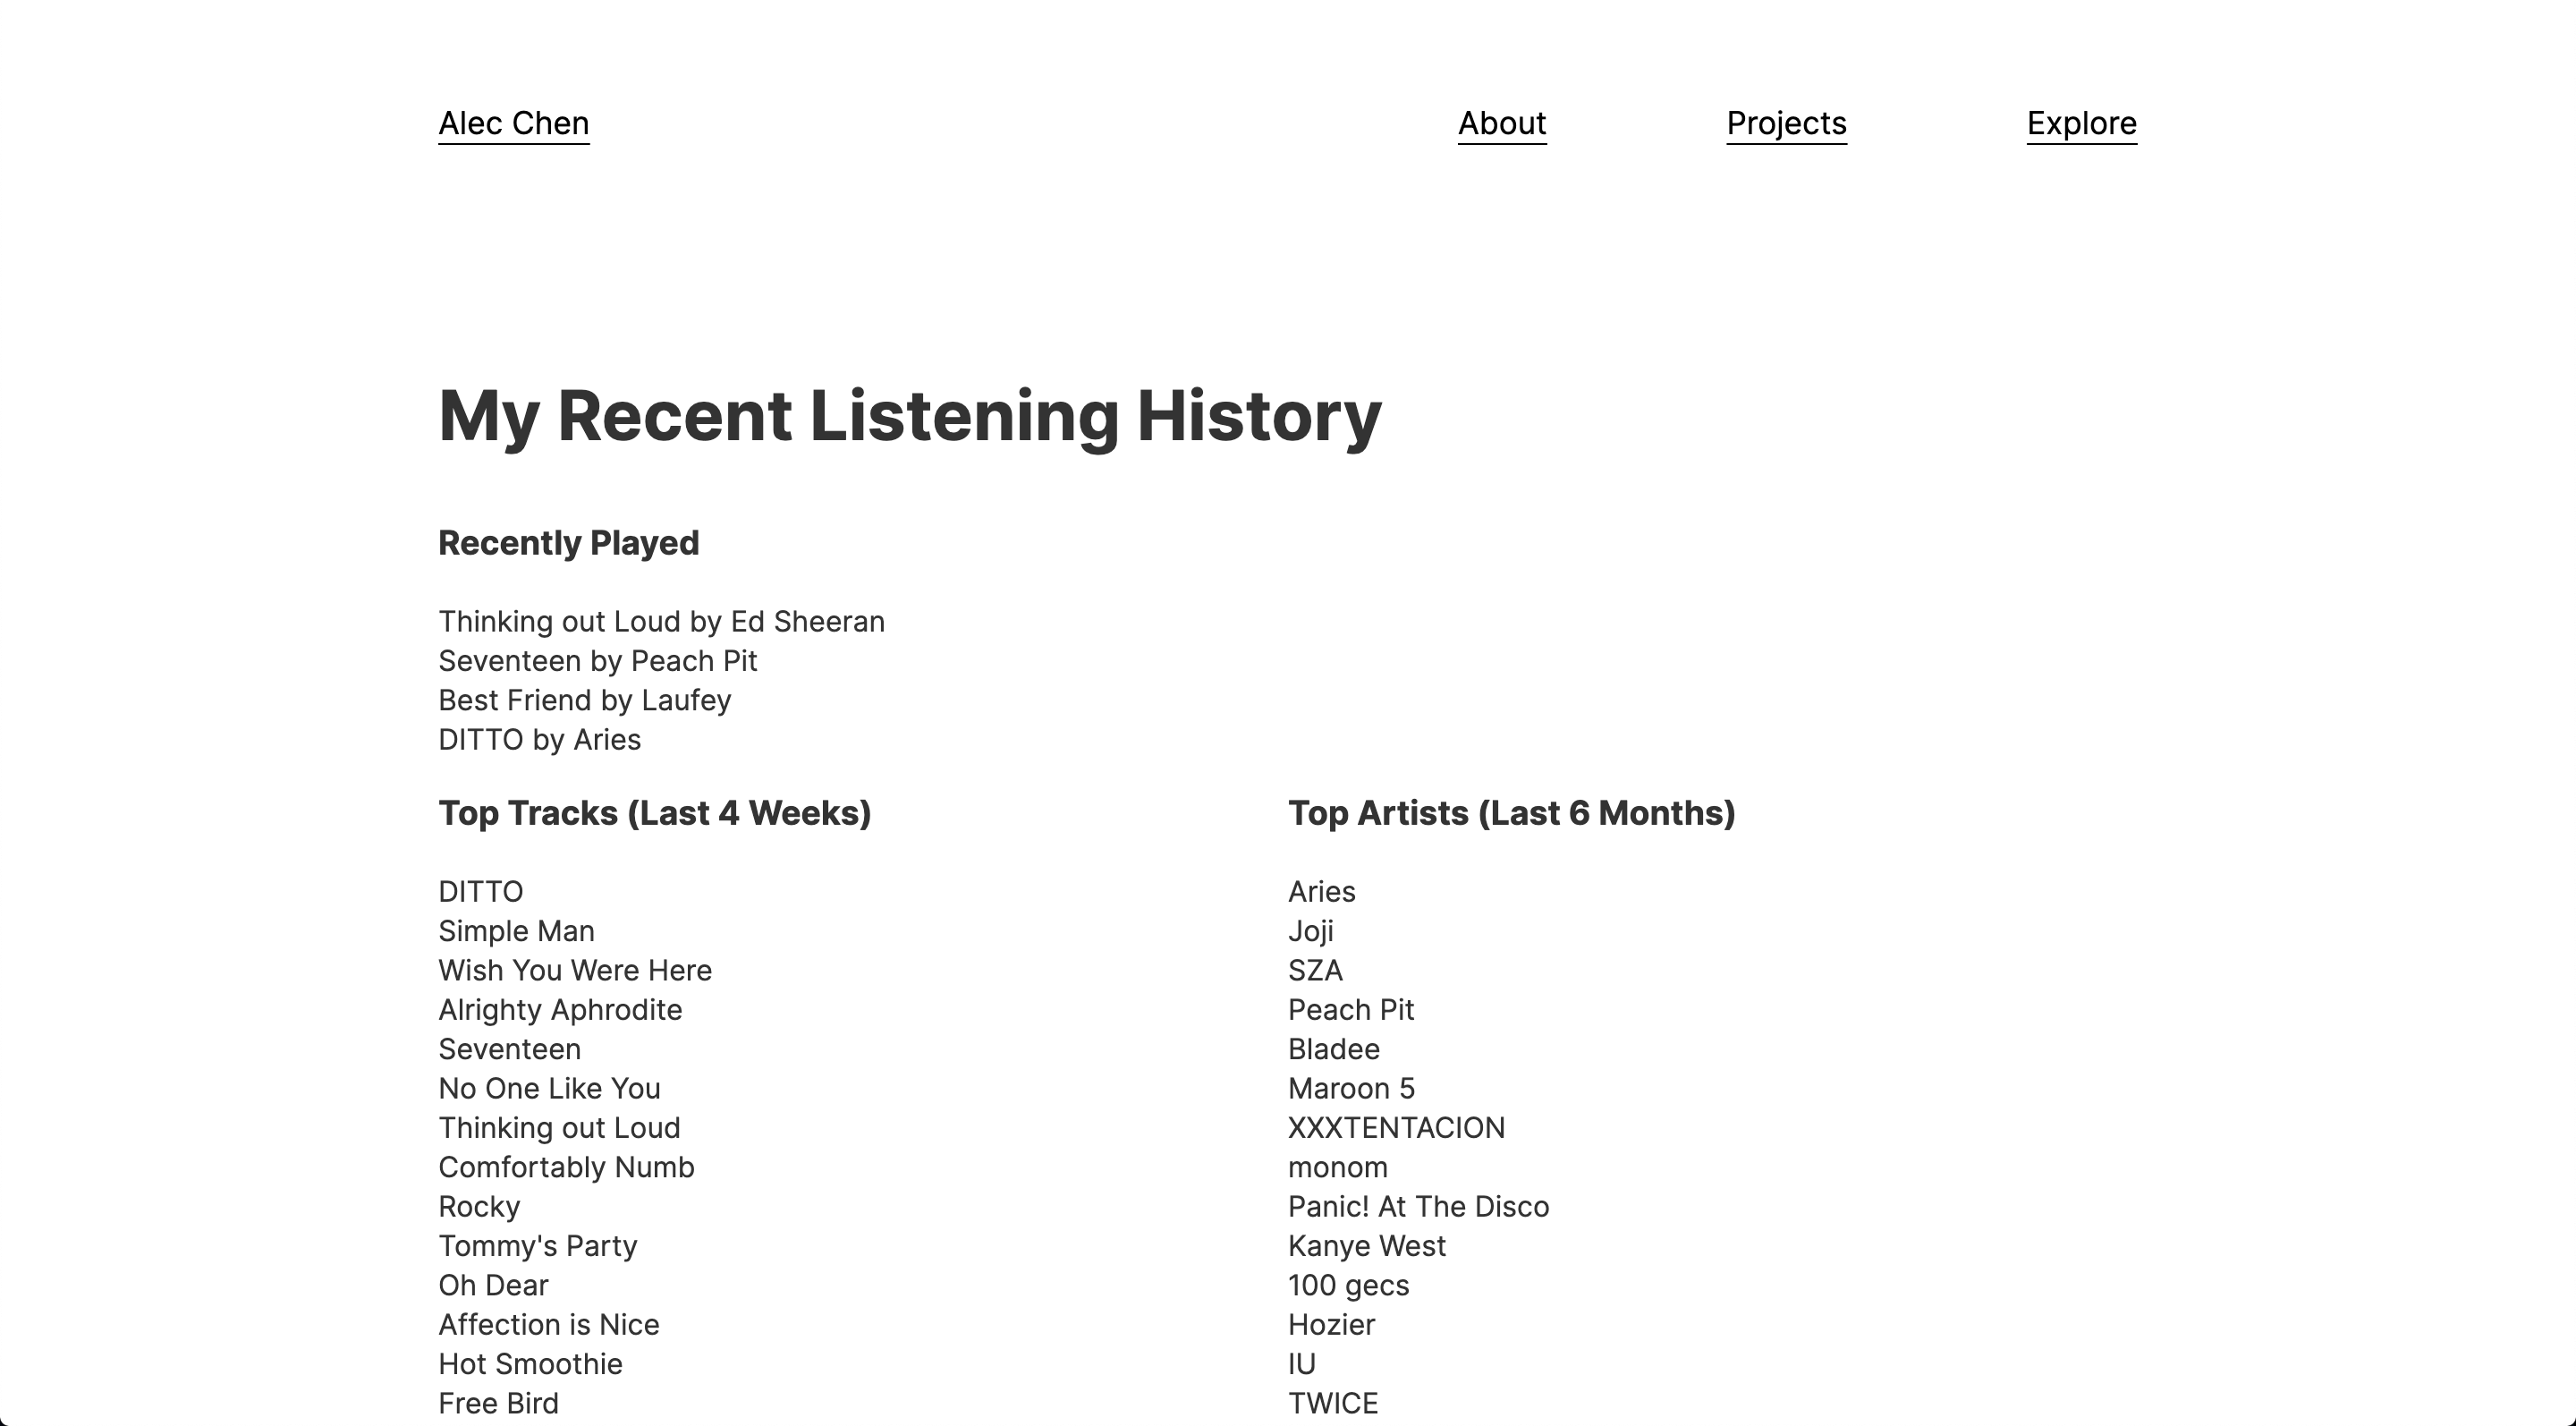 Alec Chen
About
Projects
Explore
My Recent Listening History
Recently Played
Thinking out Loud by Ed Sheeran
Seventeen by Peach Pit
Best Friend by Laufey
DITTO by Aries
Top Tracks (Last 4 Weeks)
DITTO
Simple Man
Wish You Were Here
Alrighty Aphrodite
Seventeen
No One Like You
Thinking out Loud
Comfortably Numb
Rocky
Tommy's Party
Oh Dear
Affection is Nice
Hot Smoothie
Free Bird
Top Artists (Last 6 Months)
Aries
Joji
SZA
Peach Pit
Bladee
Maroon 5
XXXTENTACION
monom
Panic! At The Disco
Kanye West
100 gecs
Hozier
IU
TWICE